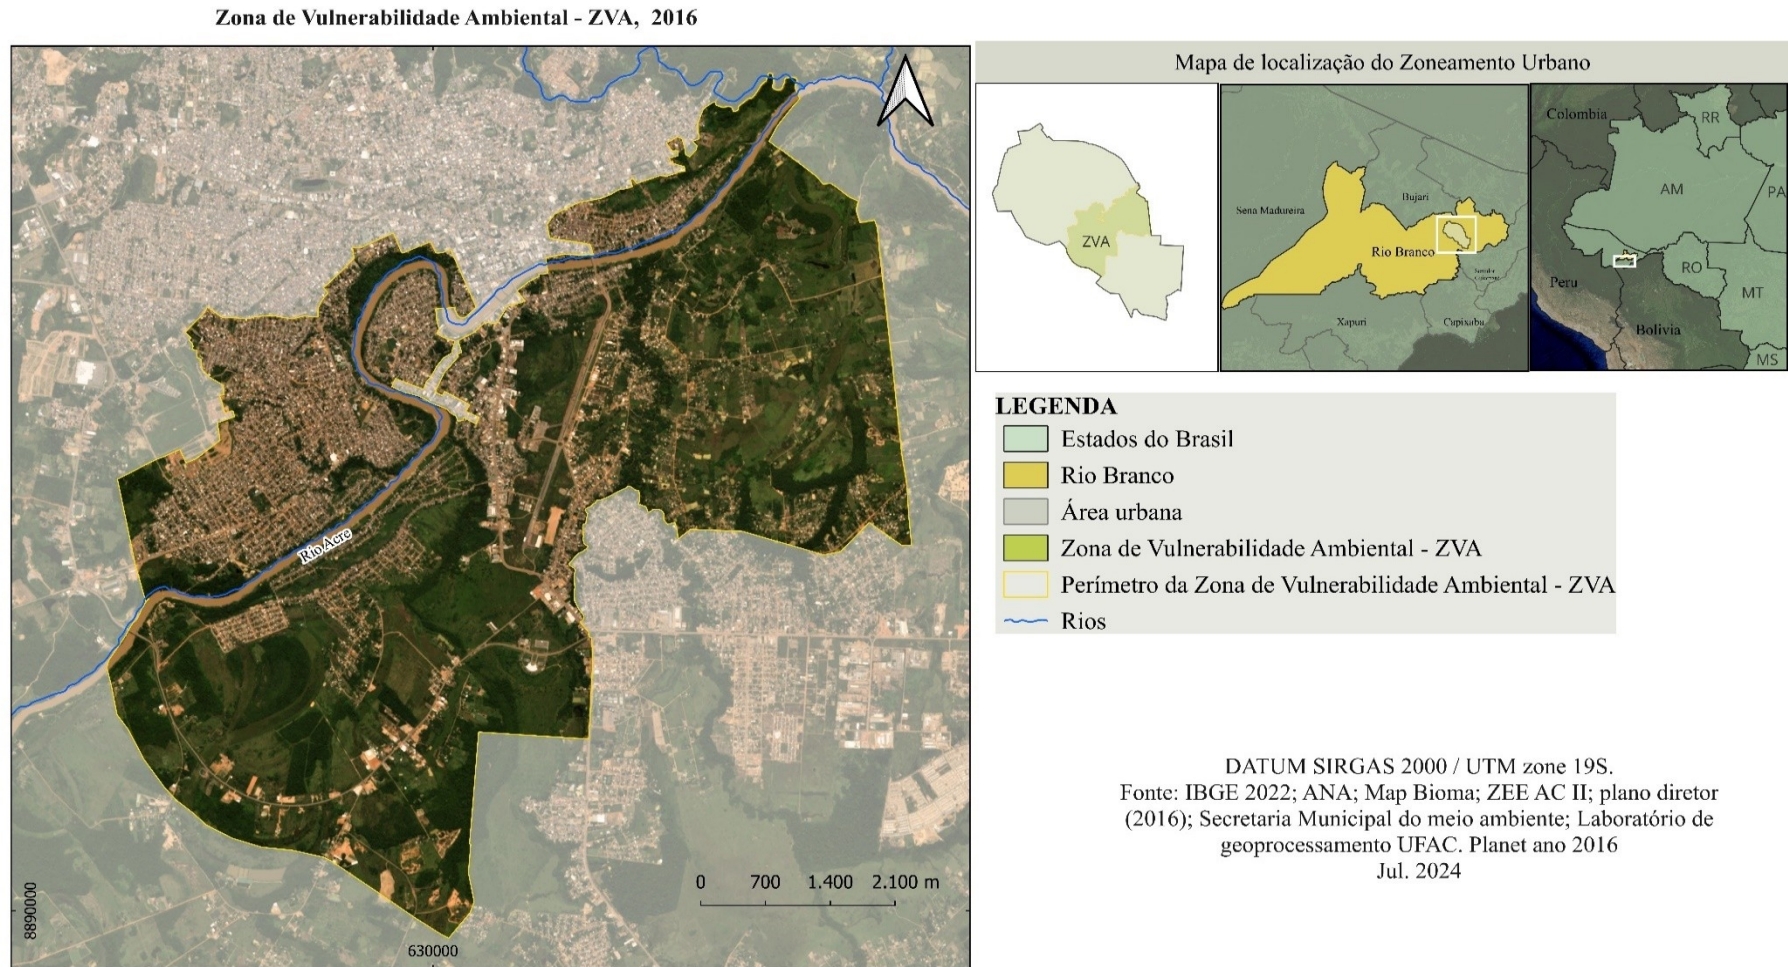 Zona de Vulnerabilidade Ambiental - ZVA, 2016
Rio Acre
0 700 1.400 2.100 m
8890000
630000
Mapa de localização do Zoneamento Urbano
ZVA
Sena Madureira
Bujari
Rio Branco
Xapuri
Capixaba
Colombia
RR
AM
PA
RO
Peru
MT
Bolivia
MS
LEGENDA
Estados do Brasil
Rio Branco
Área urbana
Zona de Vulnerabilidade Ambiental - ZVA
Perímetro da Zona de Vulnerabilidade Ambiental - ZVA
Rios
DATUM SIRGAS 2000 / UTM zone 19S.
Fonte: IBGE 2022; ANA; Map Bioma; ZEE AC II; plano diretor
(2016); Secretaria Municipal do meio ambiente; Laboratório de
geoprocessamento UFAC. Planet ano 2016
Jul. 2024